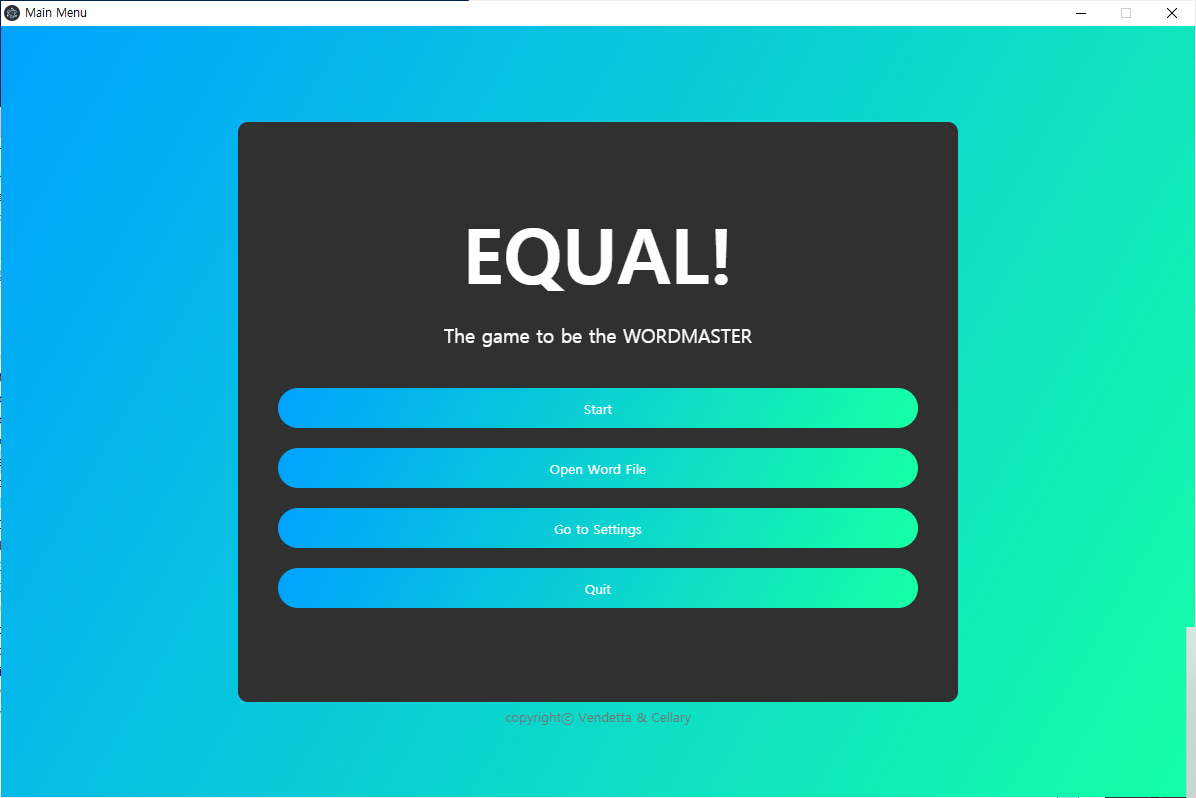 Main Menu
EQUAL!
The game to be the WORDMASTER
Start
Open Word File
Go to Settings
Quit
copyrightⓒ Vendetta & Cellary